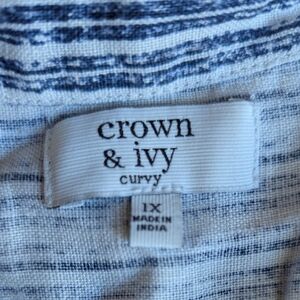 crown
& ivy
curvy
1X
MADE IN
INDIA